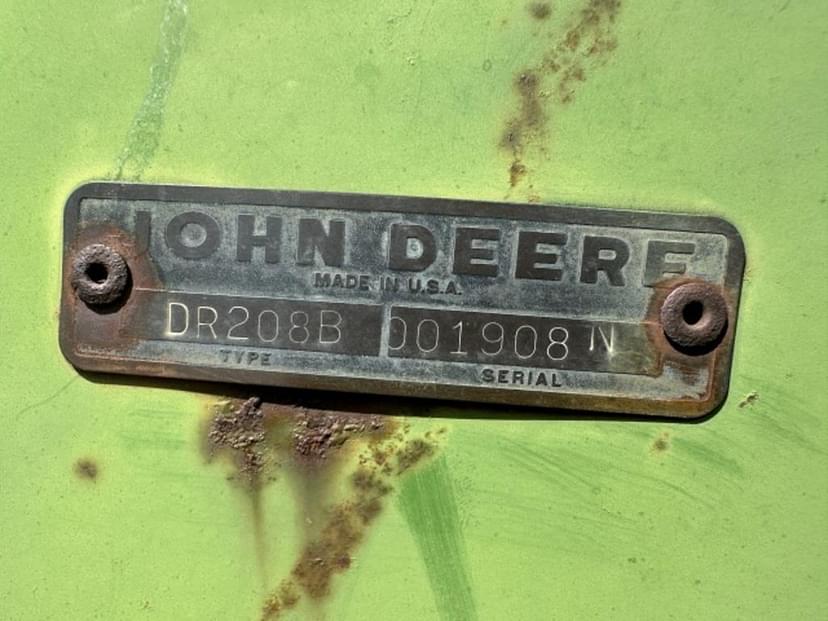 JOHN DEERE
MADE IN U.S.A.
DR208B 001908 N
TYPE SERIAL